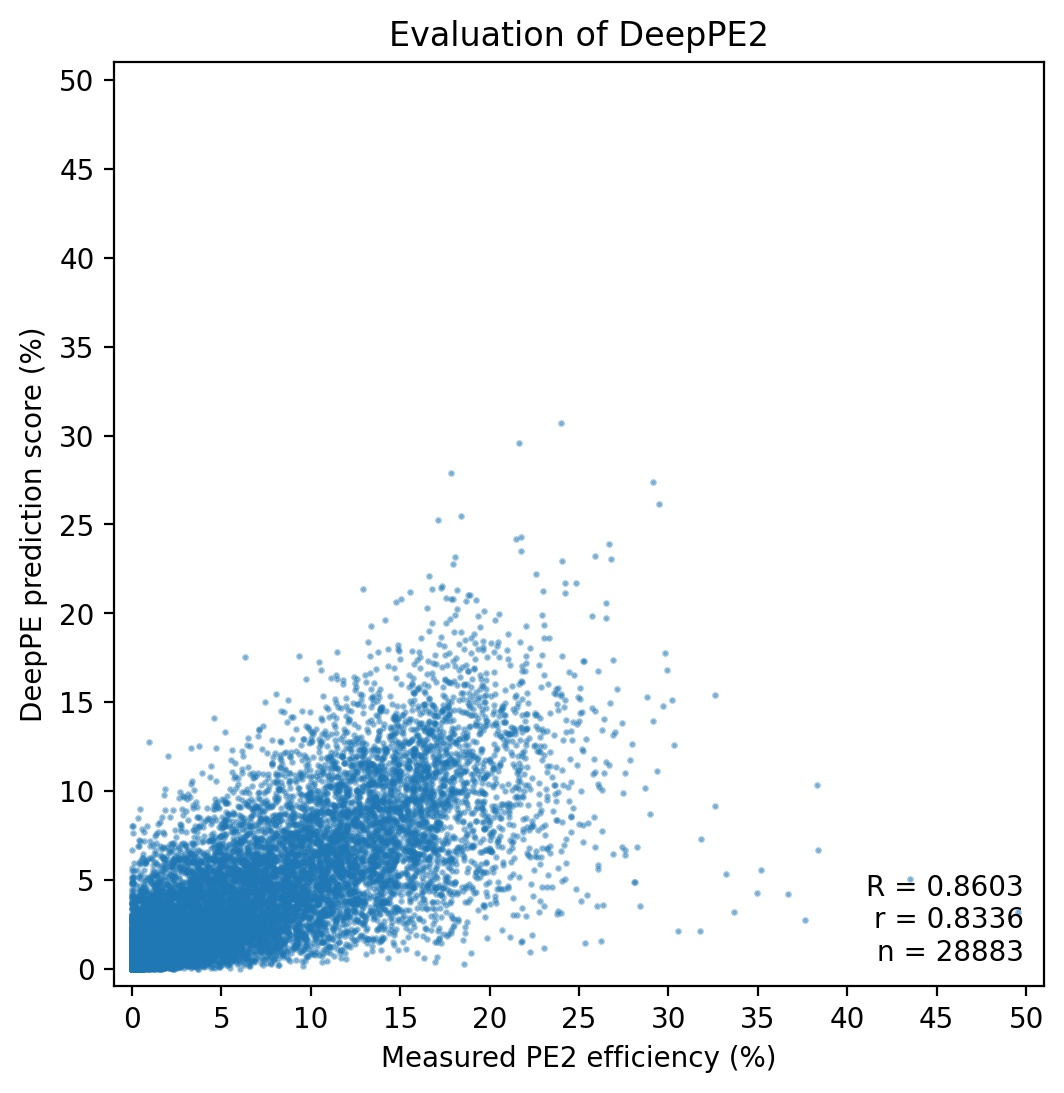 Evaluation of DeepPE2
50
45
40
35
30
25
20
15
10
5
0
DeepPE prediction score (%)
R = 0.8603
r = 0.8336
n = 28883
0 5 10 15 20 25 30 35 40 45 50
Measured PE2 efficiency (%)